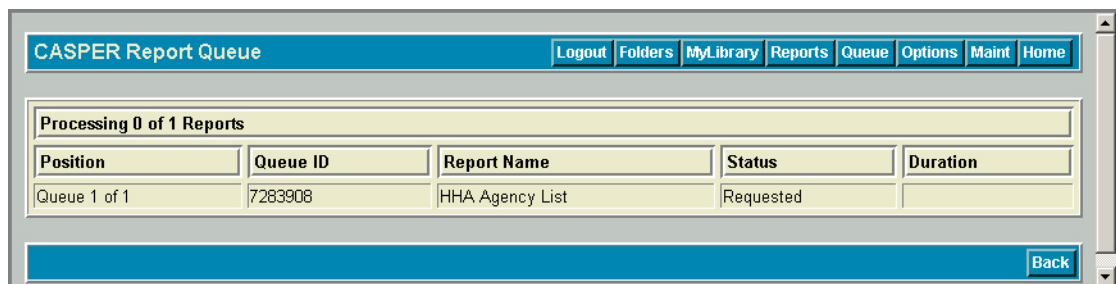 CASPER Report Queue Logout Folders MyLibrary Reports Queue Options Maint Home
Processing 0 of 1 Reports
Position Queue ID Report Name Status Duration
Queue 1 of 1 7283908 HHA Agency List Requested
Back